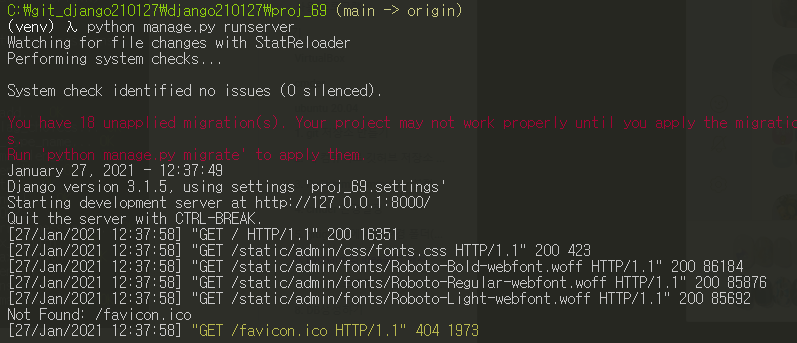 C:₩git_django210127₩django210127₩proj_69 (main -> origin)
(venv) λ python manage.py runserver
Watching for file changes with StatReloader
Performing system checks...
System check identified no issues (0 silenced).
You have 18 unapplied migration(s). Your project may not work properly until you apply the migratio
s.
Run 'python manage.py migrate' to apply them.
January 27, 2021 - 12:37:49
Django version 3.1.5, using settings 'proj_69.settings'
Starting development server at http://127.0.0.1:8000/
Quit the server with CTRL-BREAK.
[27/Jan/2021 12:37:58] "GET / HTTP/1.1" 200 16351
[27/Jan/2021 12:37:58] "GET /static/admin/css/fonts.css HTTP/1.1" 200 423
[27/Jan/2021 12:37:58] "GET /static/admin/fonts/Roboto-Bold-webfont.woff HTTP/1.1" 200 86184
[27/Jan/2021 12:37:58] "GET /static/admin/fonts/Roboto-Regular-webfont.woff HTTP/1.1" 200 85876
[27/Jan/2021 12:37:58] "GET /static/admin/fonts/Roboto-Light-webfont.woff HTTP/1.1" 200 85692
Not Found: /favicon.ico
[27/Jan/2021 12:37:58] "GET /favicon.ico HTTP/1.1" 404 1973